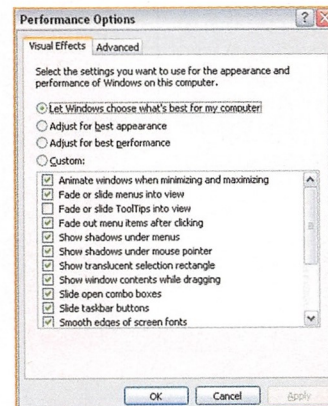 Performance Options
Visual Effects
Advanced
Select the settings you want to use for the appearance and
performance of Windows on this computer.
Let Windows choose what's best for my computer
Adjust for best appearance
Adjust for best performance
Custom:
Animate windows when minimizing and maximizing
Fade or slide menus into view
Fade or slide ToolTips into view
Fade out menu items after clicking
Show shadows under menus
Show shadows under mouse pointer
Show translucent selection rectangle
Show window contents while dragging
Slide open combo boxes
Slide taskbar buttons
Smooth edges of screen fonts
OK
Cancel
Apply